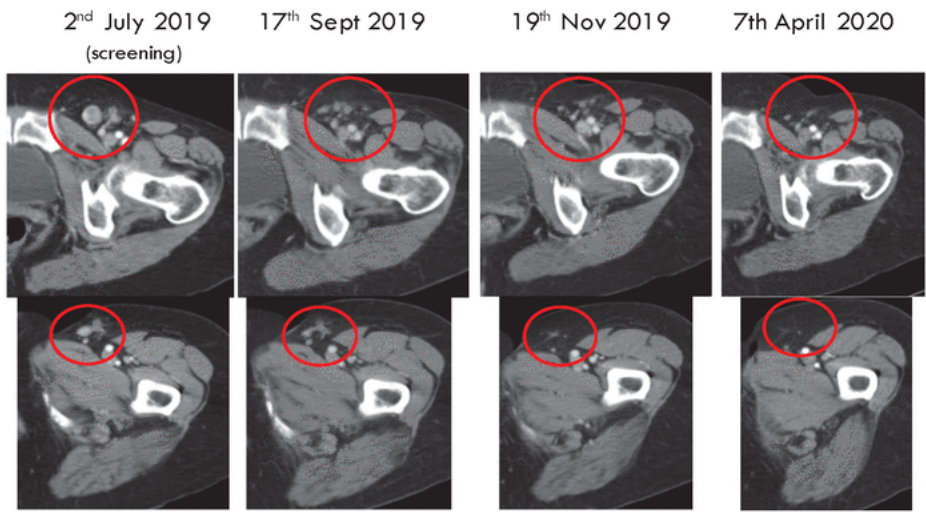 2nd July 2019
(screening)
17th Sept 2019
19th Nov 2019
7th April 2020